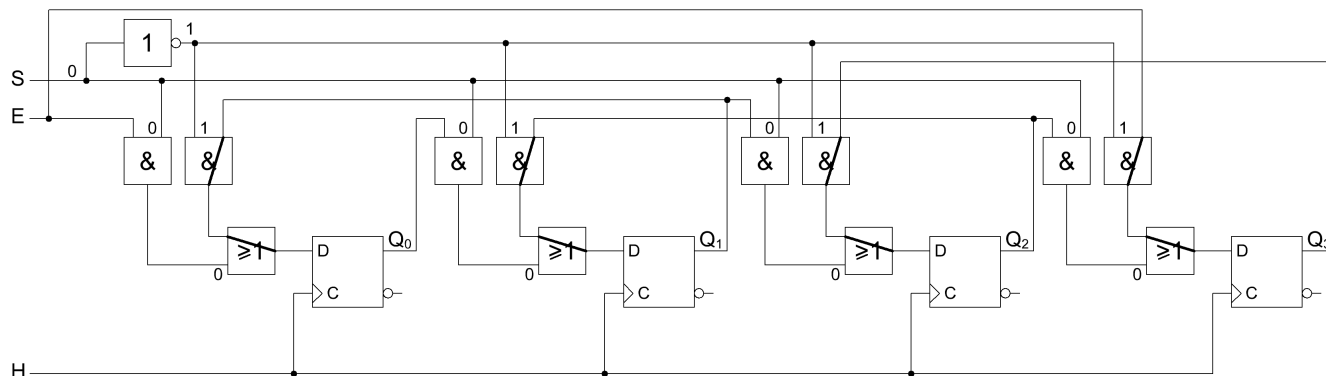 1 1
S 0
E
0 1 0 1 0 1 0 1
& & & & & & & &
≥1 Q₀ ≥1 Q₁ ≥1 Q₂ ≥1 Q₃
D D D D
0 0 0 0
C C C C
H